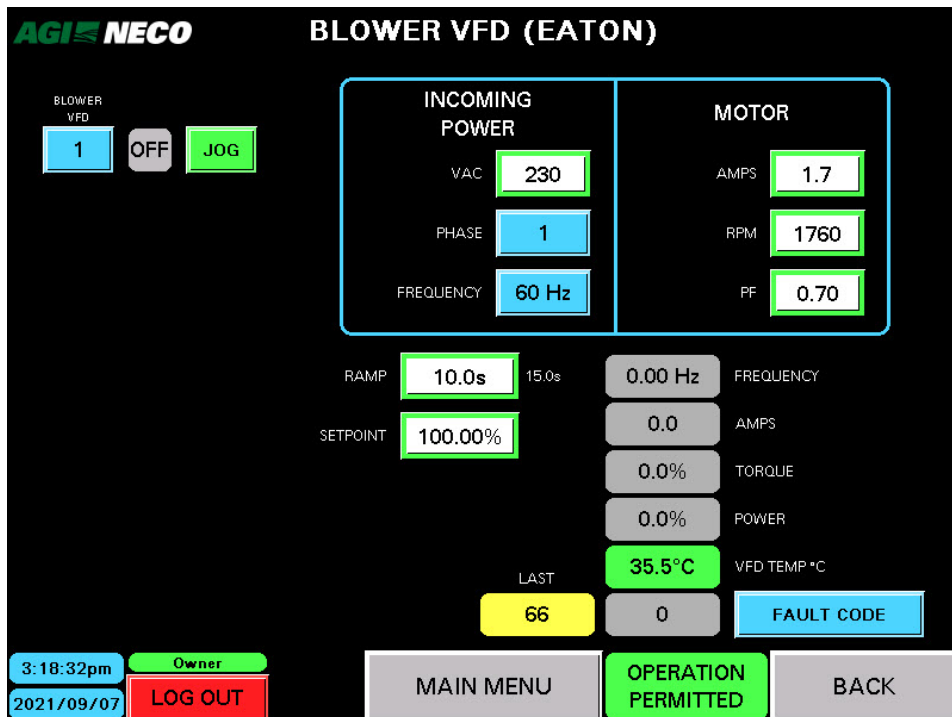 AGI NECO
BLOWER VFD (EATON)
BLOWER
VFD
1 OFF JOG
INCOMING
POWER
VAC 230
PHASE 1
FREQUENCY 60 Hz
MOTOR
AMPS 1.7
RPM 1760
PF 0.70
RAMP 10.0s 15.0s
SETPOINT 100.00%
0.00 Hz FREQUENCY
0.0 AMPS
0.0% TORQUE
0.0% POWER
35.5°C VFD TEMP °C
LAST
66 0 FAULT CODE
3:18:32pm Owner
2021/09/07 LOG OUT
MAIN MENU
OPERATION
PERMITTED
BACK